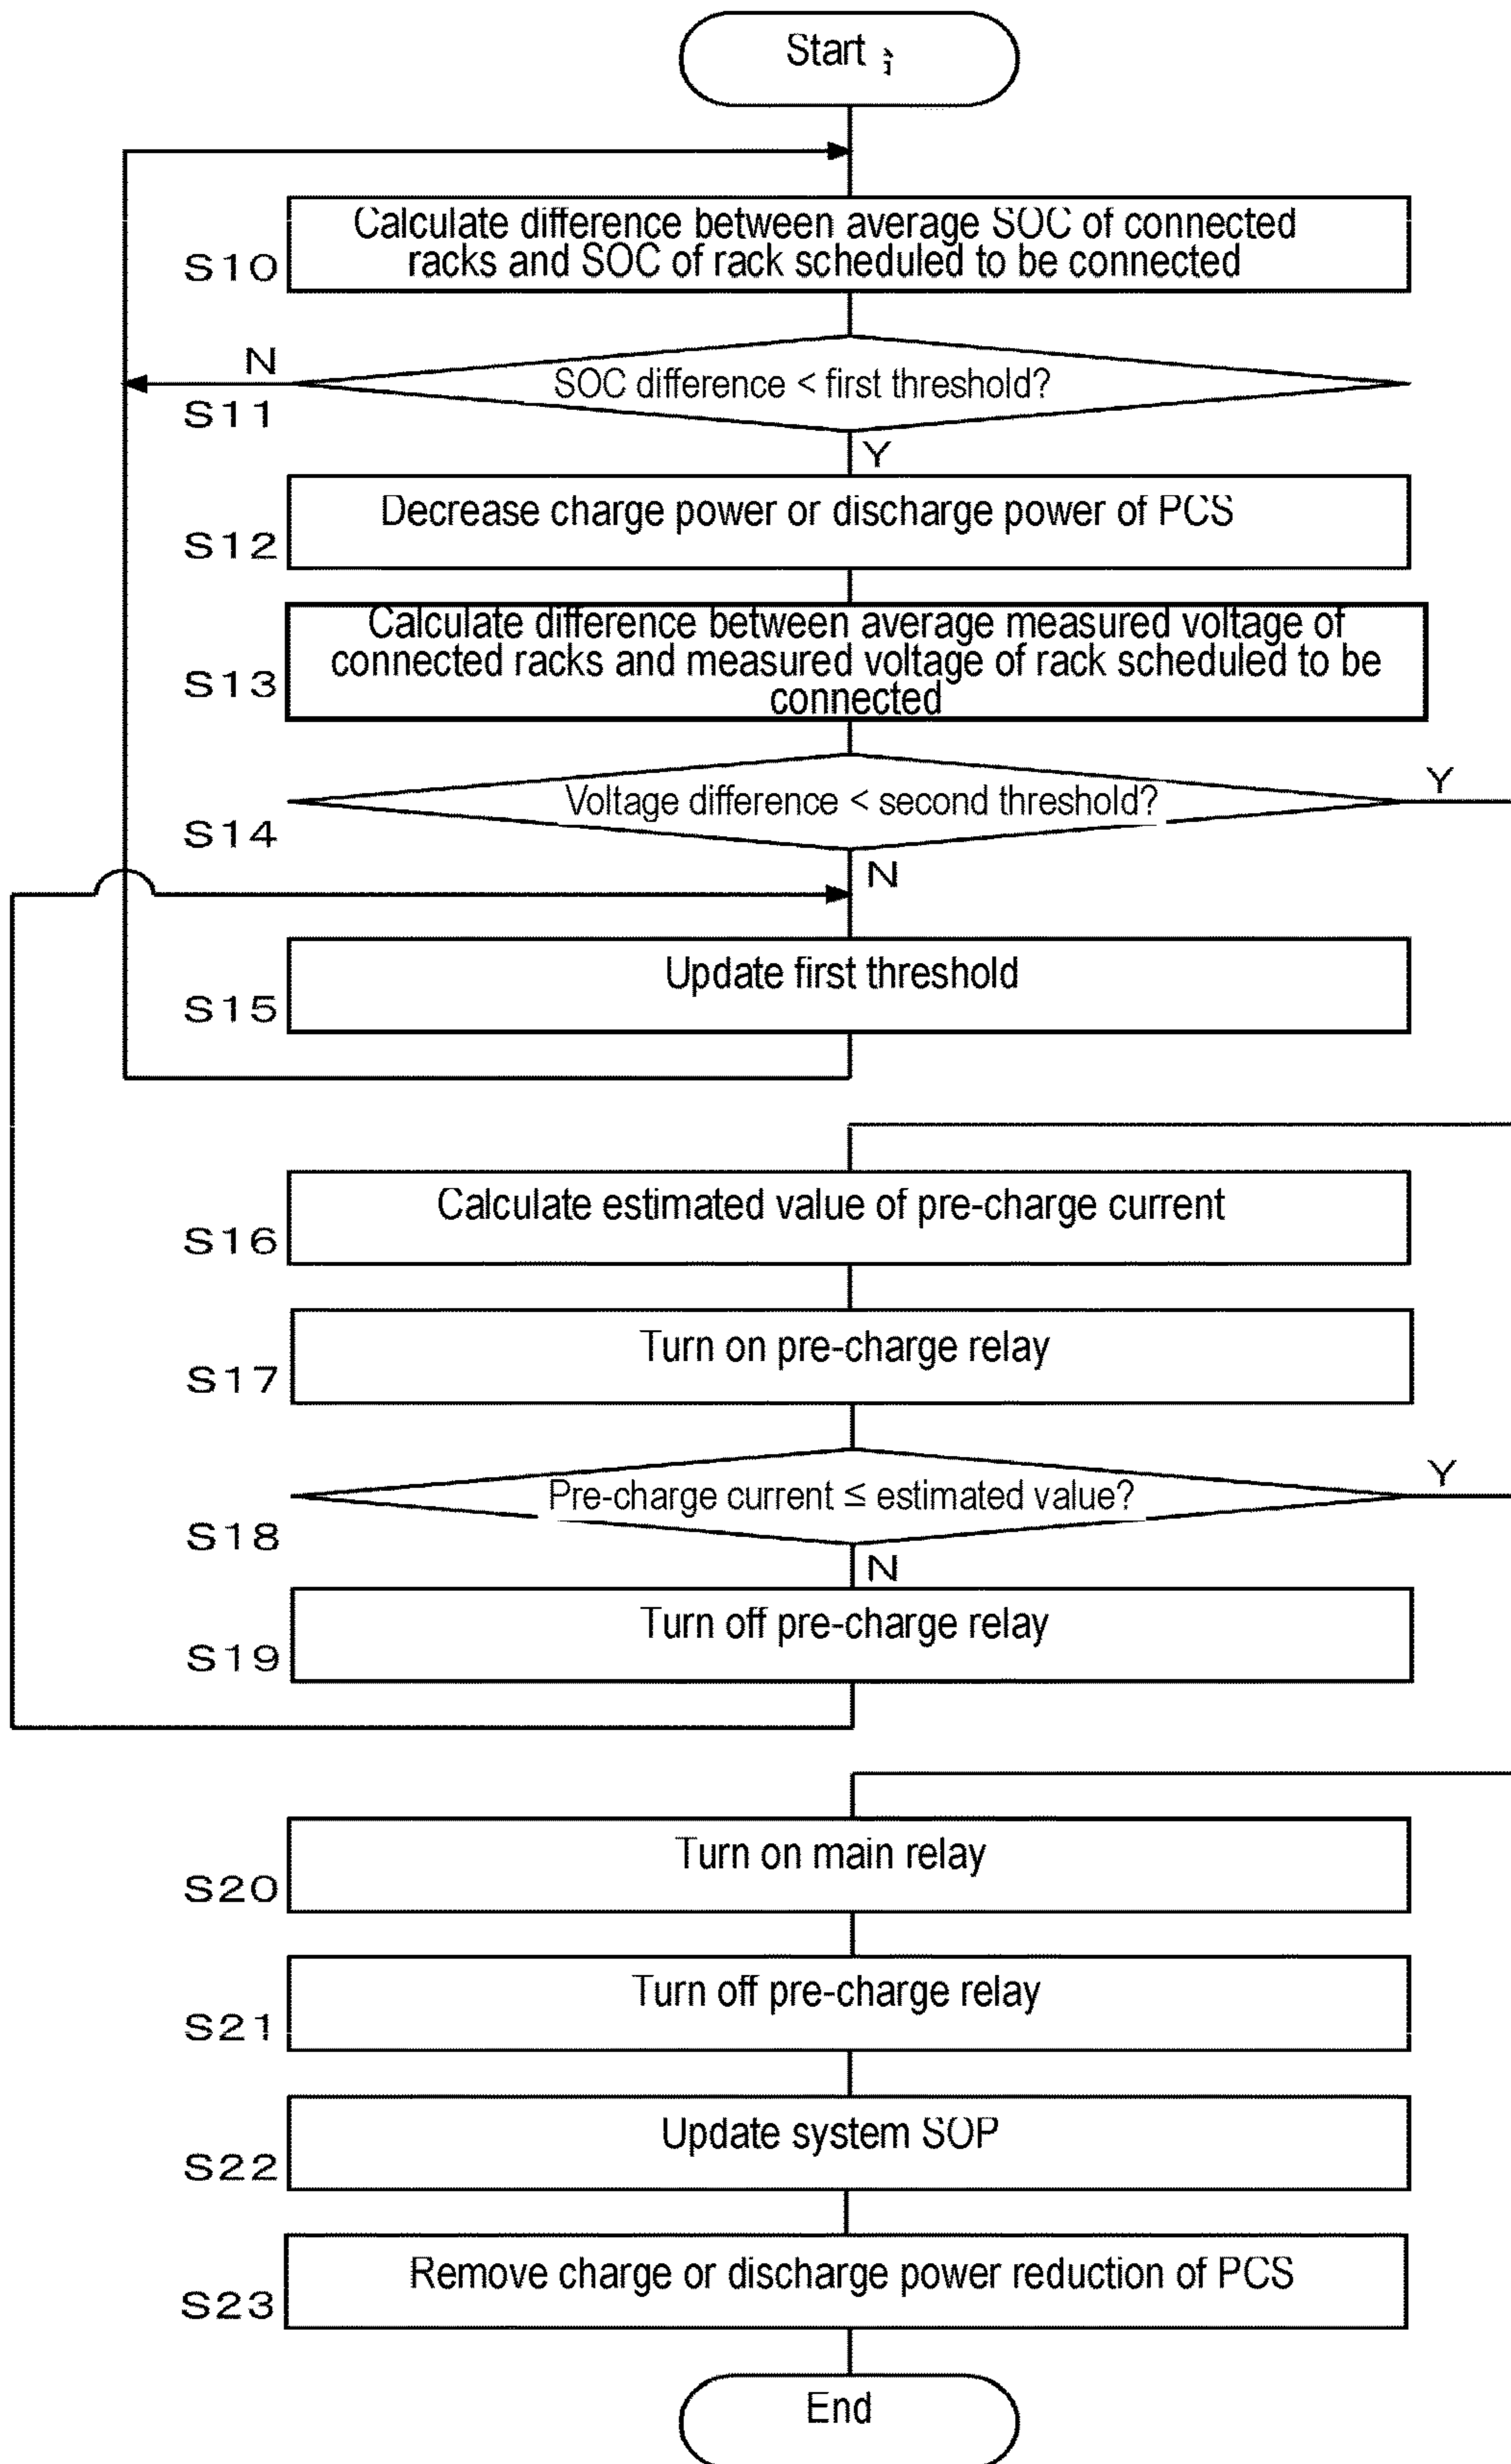 Start
Calculate difference between average SOC of connected
racks and SOC of rack scheduled to be connected
S10
N
SOC difference < first threshold?
S11
Y
Decrease charge power or discharge power of PCS
S12
Calculate difference between average measured voltage of
connected racks and measured voltage of rack scheduled to be
connected
S13
Y
Voltage difference < second threshold?
S14
N
Update first threshold
S15
Calculate estimated value of pre-charge current
S16
Turn on pre-charge relay
S17
Y
Pre-charge current ≤ estimated value?
S18
N
Turn off pre-charge relay
S19
Turn on main relay
S20
Turn off pre-charge relay
S21
Update system SOP
S22
Remove charge or discharge power reduction of PCS
S23
End